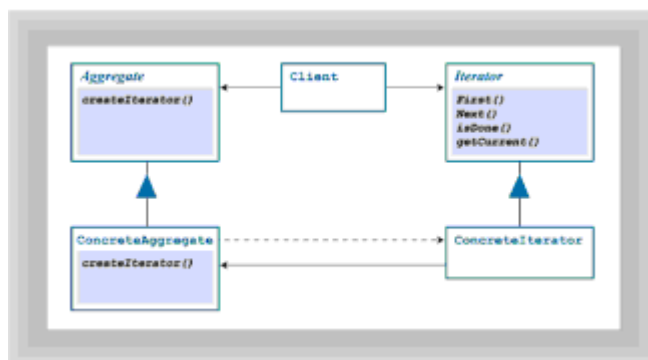 Aggregate
createIterator()
Client
Iterator
First()
Next()
isDone()
getCurrent()
ConcreteAggregate
createIterator()
ConcreteIterator